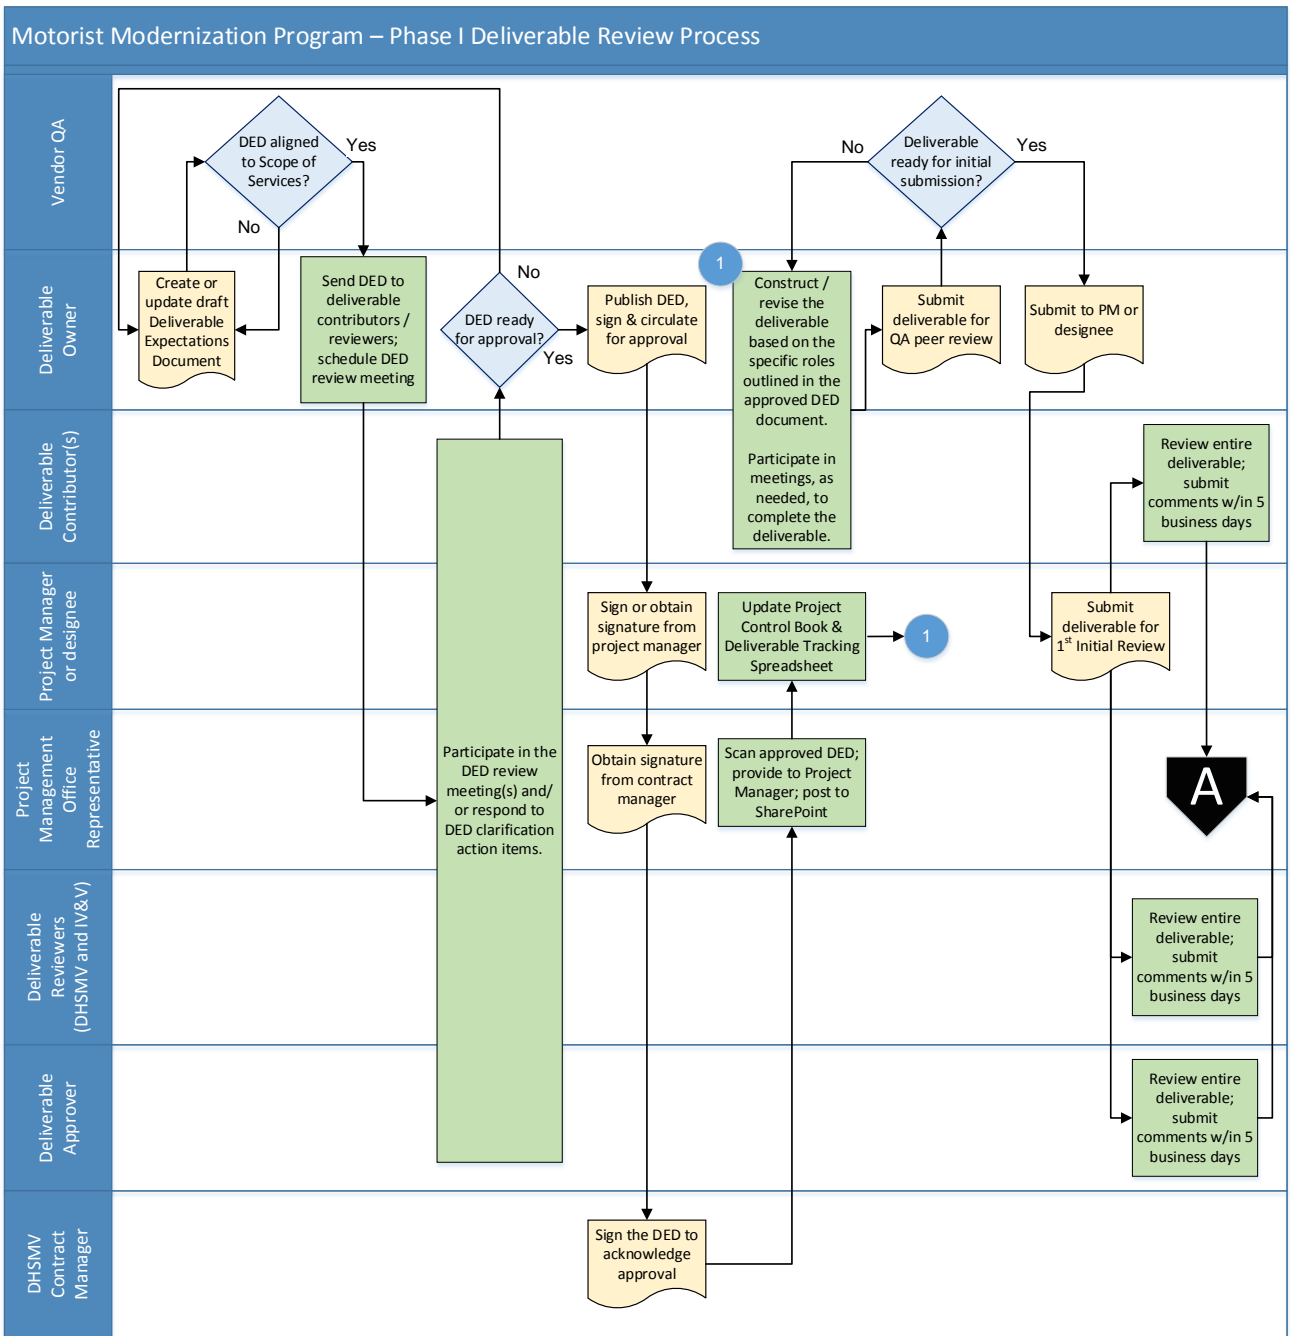 Motorist Modernization Program – Phase I Deliverable Review Process
Vendor QA
DED aligned
to Scope of
Services?
Yes
No
Deliverable
ready for initial
submission?
No
Yes
Deliverable
Owner
Create or
update draft
Deliverable
Expectations
Document
Send DED to
deliverable
contributors /
reviewers;
schedule DED
review meeting
DED ready
for approval?
No
Yes
Publish DED,
sign & circulate
for approval
1
Construct /
revise the
deliverable
based on the
specific roles
outlined in the
approved DED
document.
Participate in
meetings, as
needed, to
complete the
deliverable.
Submit
deliverable for
QA peer review
Submit to PM or
designee
Deliverable
Contributor(s)
Review entire
deliverable;
submit
comments w/in 5
business days
Project Manager
or designee
Sign or obtain
signature from
project manager
Update Project
Control Book &
Deliverable Tracking
Spreadsheet
1
Submit
deliverable for
1st Initial Review
Project
Management
Office
Representative
Participate in the
DED review
meeting(s) and/
or respond to
DED clarification
action items.
Obtain signature
from contract
manager
Scan approved DED;
provide to Project
Manager; post to
SharePoint
A
Deliverable
Reviewers
(DHSMV and IV&V)
Review entire
deliverable;
submit
comments w/in 5
business days
Deliverable
Approver
Review entire
deliverable;
submit
comments w/in 5
business days
DHSMV
Contract
Manager
Sign the DED to
acknowledge
approval